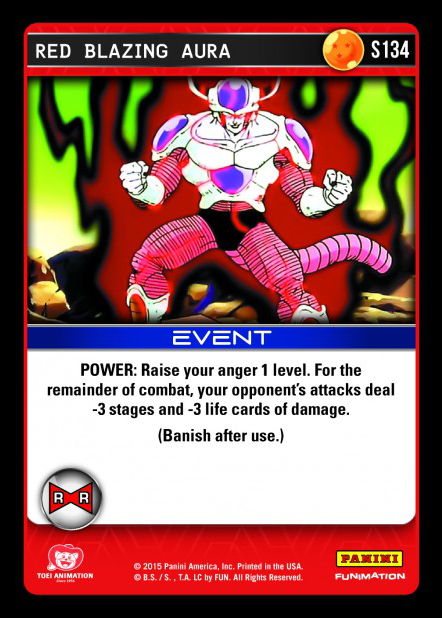 RED BLAZING AURA
S134
EVENT
POWER: Raise your anger 1 level. For the
remainder of combat, your opponent's attacks deal
-3 stages and -3 life cards of damage.
(Banish after use.)
R R
TOEI ANIMATION
Since 1956
© 2015 Panini America, Inc. Printed in the USA.
© B.S. / S. , T.A. LC by FUN. All Rights Reserved.
PANINI
FUNIMATION